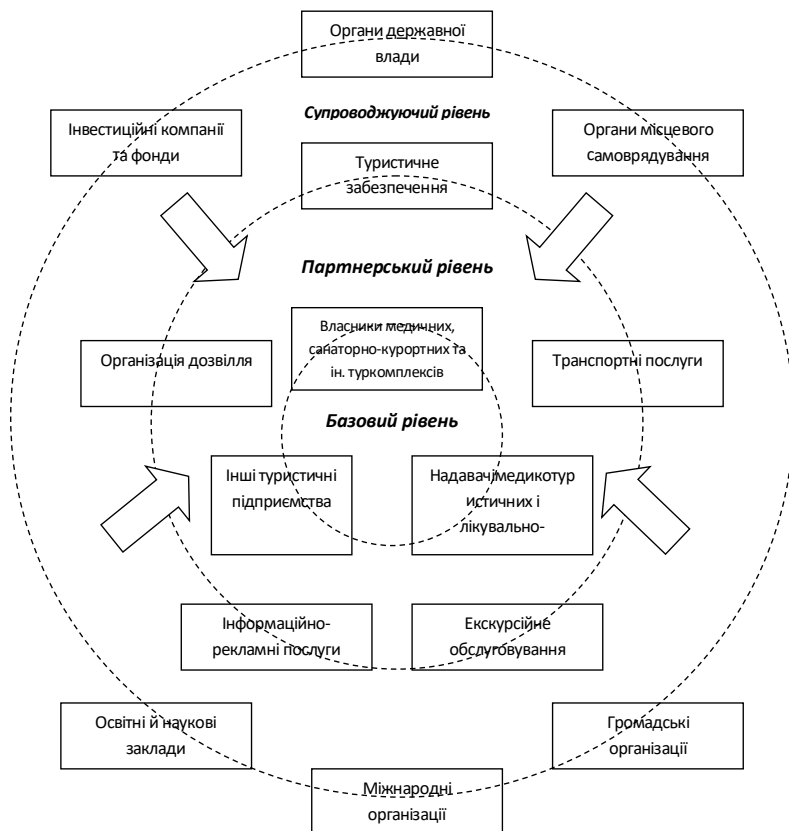 Органи державної
влади
Супроводжуючий рівень
Інвестиційні компанії
та фонди
Органи місцевого
самоврядування
Туристичне
забезпечення
Партнерський рівень
Власники медичних,
санаторно-курортних та
ін. туркомплексів
Організація дозвілля
Транспортні послуги
Базовий рівень
Інші туристичні
підприємства
Надавачімедикотур
истичних і
лікувально-
Інформаційно-
рекламні послуги
Екскурсійне
обслуговування
Освітні й наукові
заклади
Громадські
організації
Міжнародні
організації